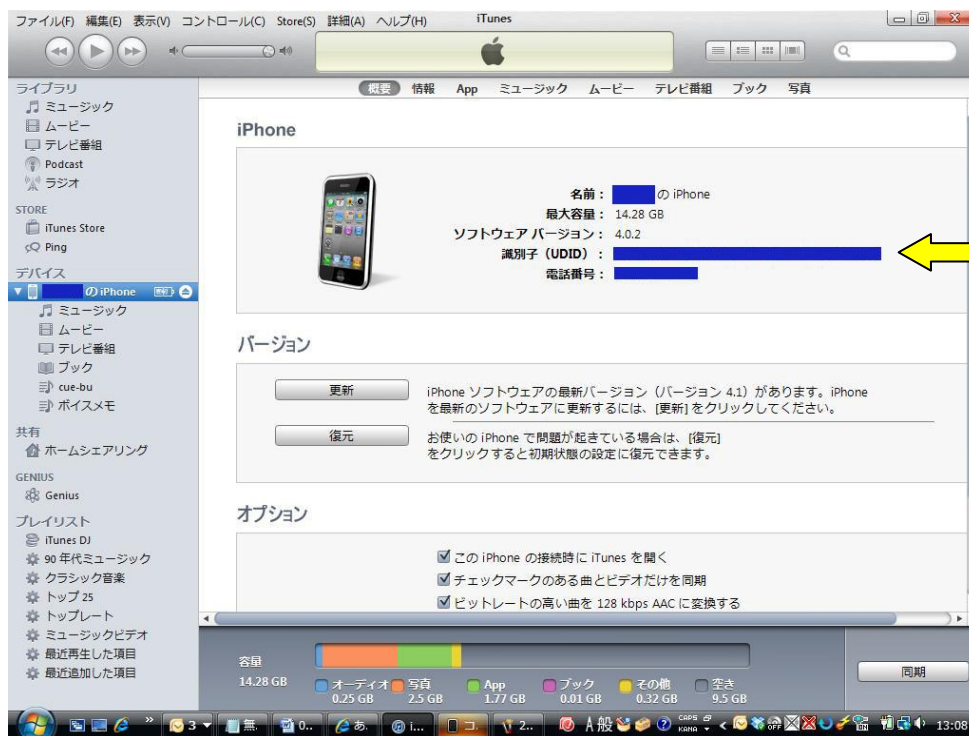 ファイル(F) 編集(E) 表示(V) コントロール(C) Store(S) 詳細(A) ヘルプ(H)
iTunes
ライブラリ
ミュージック
ムービー
テレビ番組
Podcast
ラジオ
STORE
iTunes Store
Ping
デバイス
の iPhone
ミュージック
ムービー
テレビ番組
ブック
cue-bu
ボイスメモ
共有
ホームシェアリング
GENIUS
Genius
プレイリスト
iTunes DJ
90 年代ミュージック
クラシック音楽
トップ 25
トップレート
ミュージックビデオ
最近再生した項目
最近追加した項目
概要 情報 App ミュージック ムービー テレビ番組 ブック 写真
iPhone
名前： の iPhone
最大容量： 14.28 GB
ソフトウェア バージョン： 4.0.2
識別子（UDID）：
電話番号：
バージョン
更新
iPhone ソフトウェアの最新バージョン（バージョン 4.1）があります。iPhone
を最新のソフトウェアに更新するには、[更新] をクリックしてください。
復元
お使いの iPhone で問題が起きている場合は、[復元]
をクリックすると初期状態の設定に復元できます。
オプション
この iPhone の接続時に iTunes を開く
チェックマークのある曲とビデオだけを同期
ビットレートの高い曲を 128 kbps AAC に変換する
容量
14.28 GB
オーディオ 写真 App ブック その他 空き
0.25 GB 2.5 GB 1.77 GB 0.01 GB 0.32 GB 9.5 GB
同期
3 無. 0.. あ. i... コ. 2... A 般 CAPS KANA 13:08